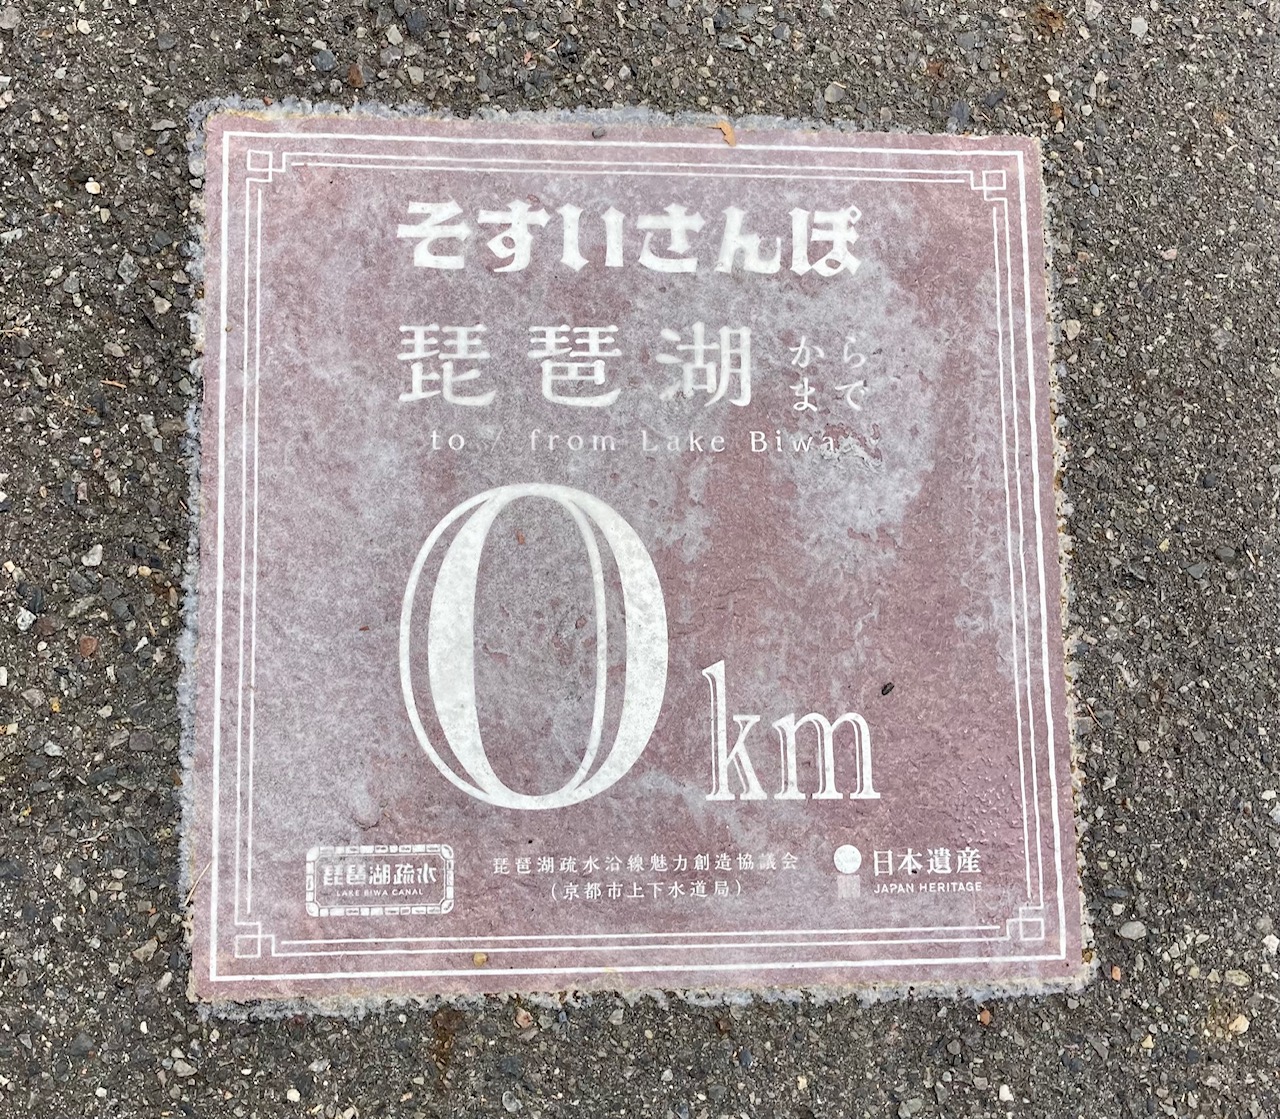 そすいさんぽ
琵琶湖 から
まで
to / from Lake Biwa
0 km
琵琶湖疏水
LAKE BIWA CANAL
琵琶湖疏水沿線魅力創造協議会
(京都市上下水道局)
日本遺産
JAPAN HERITAGE